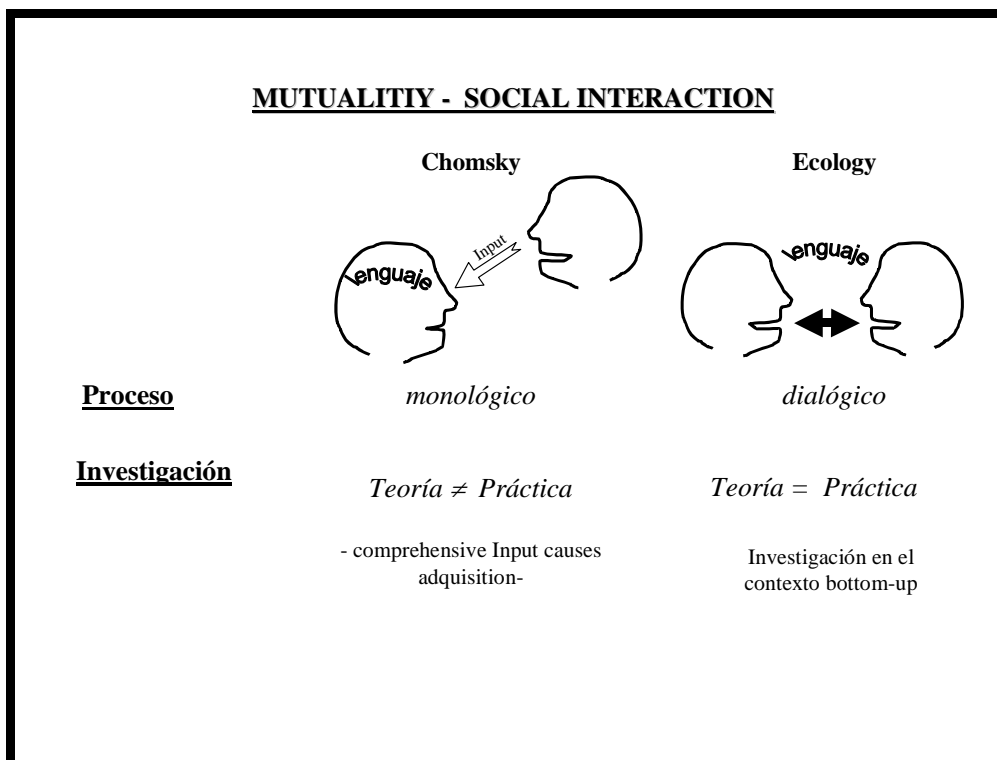 MUTUALITIY - SOCIAL INTERACTION
Chomsky
Ecology
Input
lenguaje
lenguaje
Proceso
monológico
dialógico
Investigación
Teoría ≠ Práctica
Teoría = Práctica
- comprehensive Input causes
adquisition-
Investigación en el
contexto bottom-up